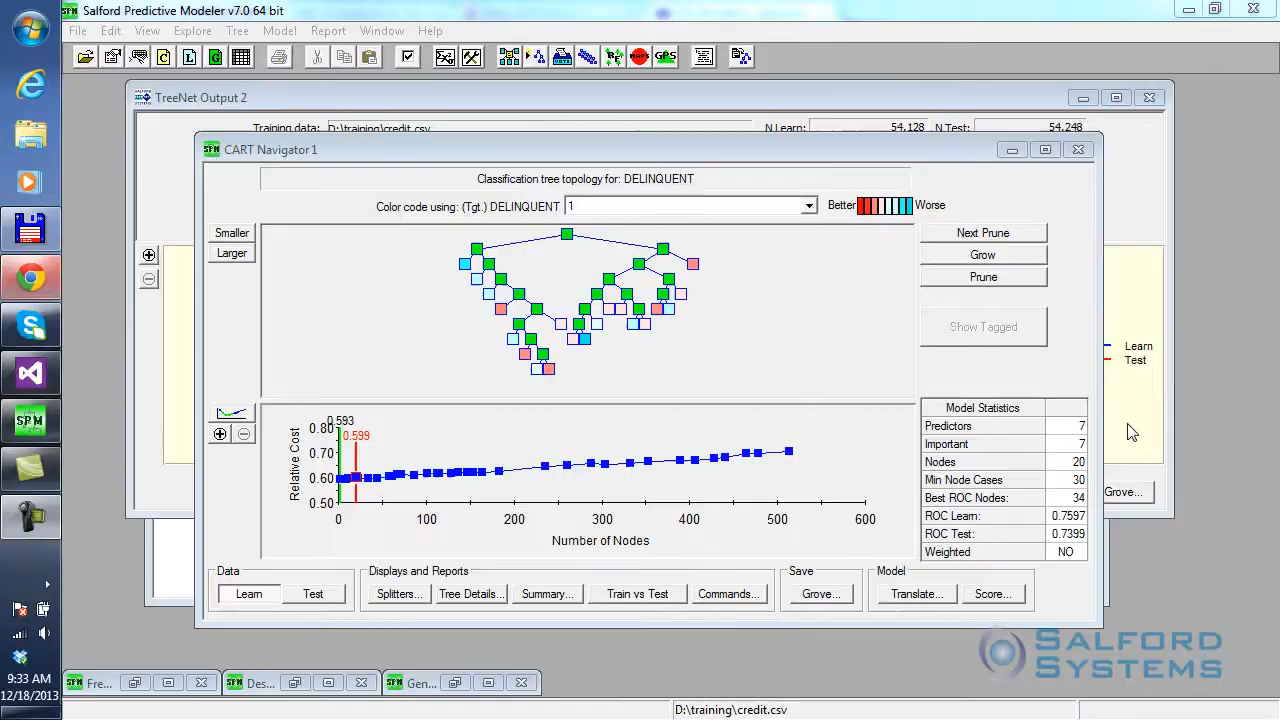 Salford Predictive Modeler v7.0 64 bit
File Edit View Explore Tree Model Report Window Help
TreeNet Output 2
Training data: D:\training\credit.csv N Learn: 54,128 N Test: 54,248
CART Navigator 1
Classification tree topology for: DELINQUENT
Color code using: (Tgt.) DELINQUENT 1 Better Worse
Smaller
Larger
Next Prune
Grow
Prune
Show Tagged
Learn
Test
0.593
0.599
0.80
0.70
0.60
0.50
Relative Cost
0 100 200 300 400 500 600
Number of Nodes
Model Statistics
Predictors 7
Important 7
Nodes 20
Min Node Cases 30
Best ROC Nodes: 34
ROC Learn: 0.7597
ROC Test: 0.7399
Weighted NO
Grove...
Data Displays and Reports Save Model
Learn Test Splitters... Tree Details... Summary... Train vs Test Commands... Grove... Translate... Score...
SALFORD
SYSTEMS
Fre... Des... Gen...
D:\training\credit.csv
9:33 AM
12/18/2013